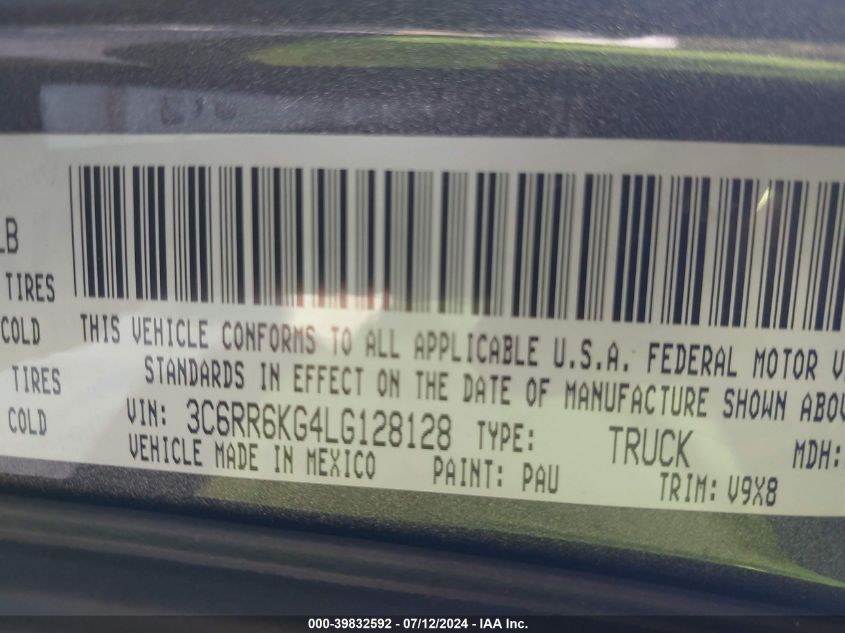 LB
TIRES
COLD
TIRES
COLD
THIS VEHICLE CONFORMS TO ALL APPLICABLE U.S.A. FEDERAL MOTOR
STANDARDS IN EFFECT ON THE DATE OF MANUFACTURE SHOWN ABOV
VIN: 3C6RR6KG4LG128128 TYPE: TRUCK MDH:
VEHICLE MADE IN MEXICO PAINT: PAU TRIM: V9X8
000-39832592 - 07/12/2024 - IAA Inc.